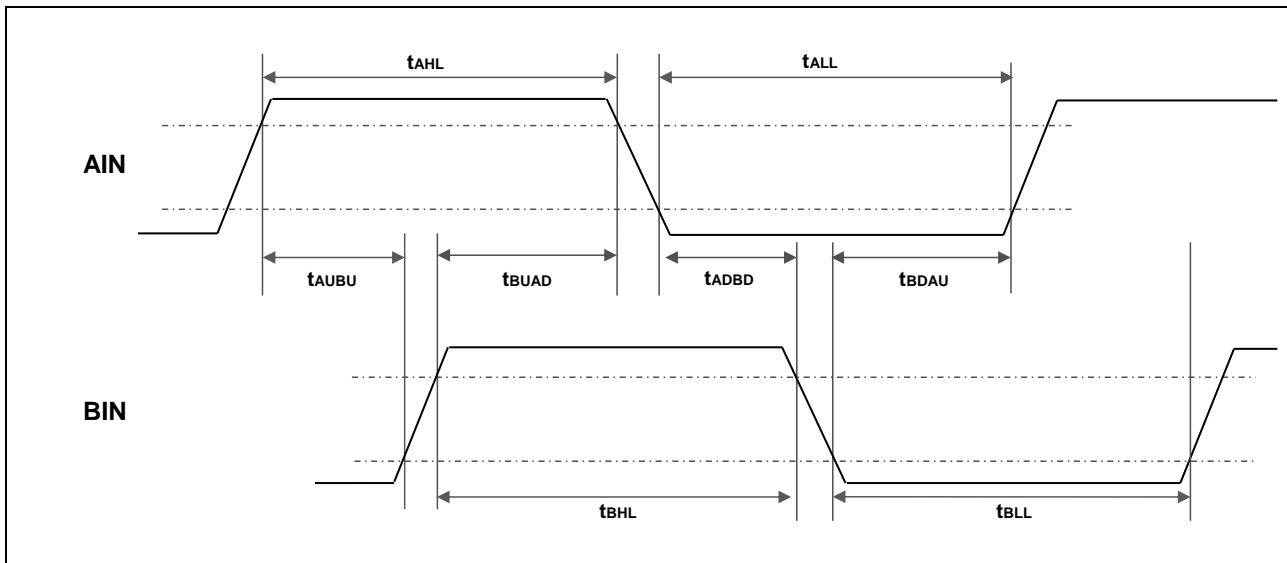 tAHL
tALL
AIN
tAUBU
tBUAD
tADBD
tBDAU
BIN
tBHL
tBLL